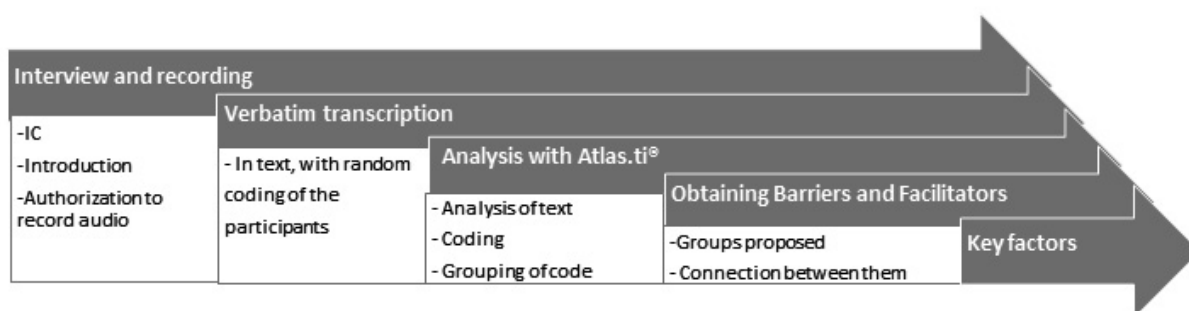 Interview and recording
-IC
-Introduction
-Authorization to
record audio
Verbatim transcription
- In text, with random
coding of the
participants
Analysis with Atlas.ti®
- Analysis of text
- Coding
- Grouping of code
Obtaining Barriers and Facilitators
-Groups proposed
- Connection between them
Key factors